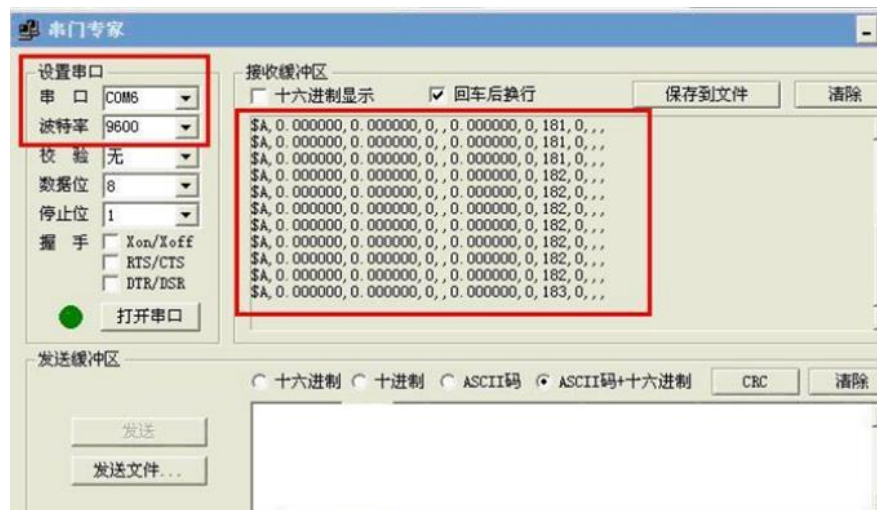 串门专家
设置串口
串 口 COM6
波特率 9600
校 验 无
数据位 8
停止位 1
握 手 Xon/Xoff
RTS/CTS
DTR/DSR
打开串口
接收缓冲区
十六进制显示 回车后换行 保存到文件 清除
$A,0.000000,0.000000,0,,0.000000,0,181,0,,,
$A,0.000000,0.000000,0,,0.000000,0,181,0,,,
$A,0.000000,0.000000,0,,0.000000,0,181,0,,,
$A,0.000000,0.000000,0,,0.000000,0,182,0,,,
$A,0.000000,0.000000,0,,0.000000,0,182,0,,,
$A,0.000000,0.000000,0,,0.000000,0,182,0,,,
$A,0.000000,0.000000,0,,0.000000,0,182,0,,,
$A,0.000000,0.000000,0,,0.000000,0,182,0,,,
$A,0.000000,0.000000,0,,0.000000,0,182,0,,,
$A,0.000000,0.000000,0,,0.000000,0,183,0,,,
发送缓冲区
十六进制 十进制 ASCII码 ASCII码+十六进制 CRC 清除
发送
发送文件...